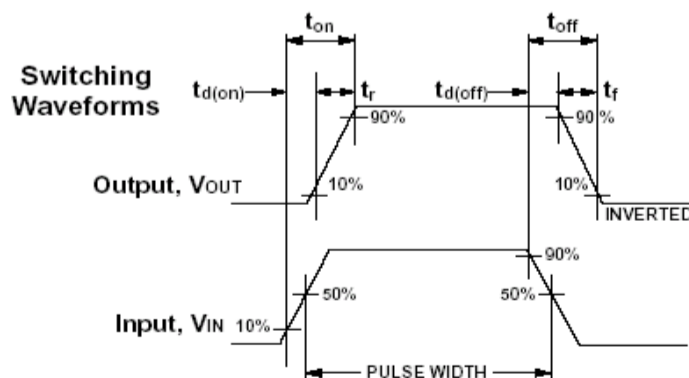 ton
toff
Switching
Waveforms
td(on)
tr
td(off)
tf
90%
90%
Output, VOUT
10%
10%
INVERTED
90%
50%
50%
Input, VIN
10%
PULSE WIDTH